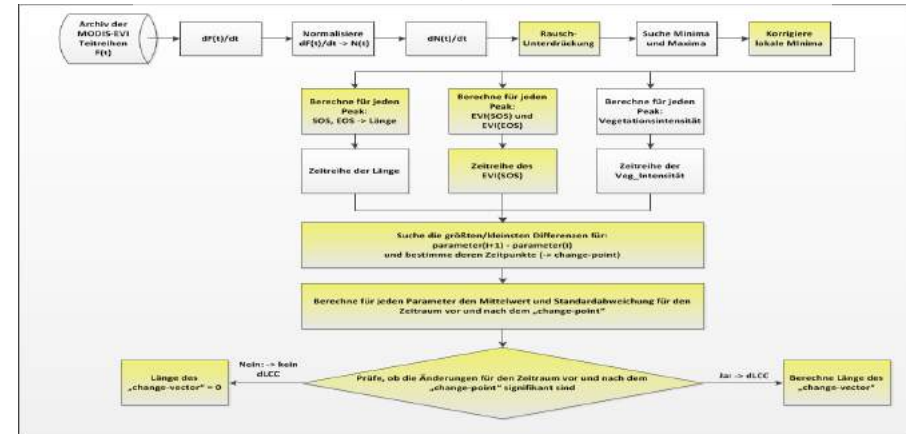 Archiv der
MODIS-EVI
Teitreihen
F(t)
dF(t)/dt
Normalisiere
dF(t)/dt -> N(t)
dN(t)/dt
Rausch-
Unterdrückung
Suche Minima
und Maxima
Korrigiere
lokale Minima
Berechne für jeden
Peak:
SOS, EOS -> Länge
Berechne für jeden
Peak:
EVI(SOS) und
EVI(EOS)
Berechne für jeden
Peak:
Vegetationsintensität
Zeitreihe der Länge
Zeitreihe des
EVI(SOS)
Zeitreihe der
Veg_Intensität
Suche die größten/kleinsten Differenzen für:
parameter(i+1) - parameter(i)
und bestimme deren Zeitpunkte (-> change-point)
Berechne für jeden Parameter den Mittelwert und Standardabweichung für den
Zeitraum vor und nach dem „change-point“
Nein: -> kein
dLCC
Länge des
„change-vector“ = 0
Prüfe, ob die Änderungen für den Zeitraum vor und nach dem
„change-point“ signifikant sind
Ja: -> dLCC
Berechne Länge des
„change-vector“